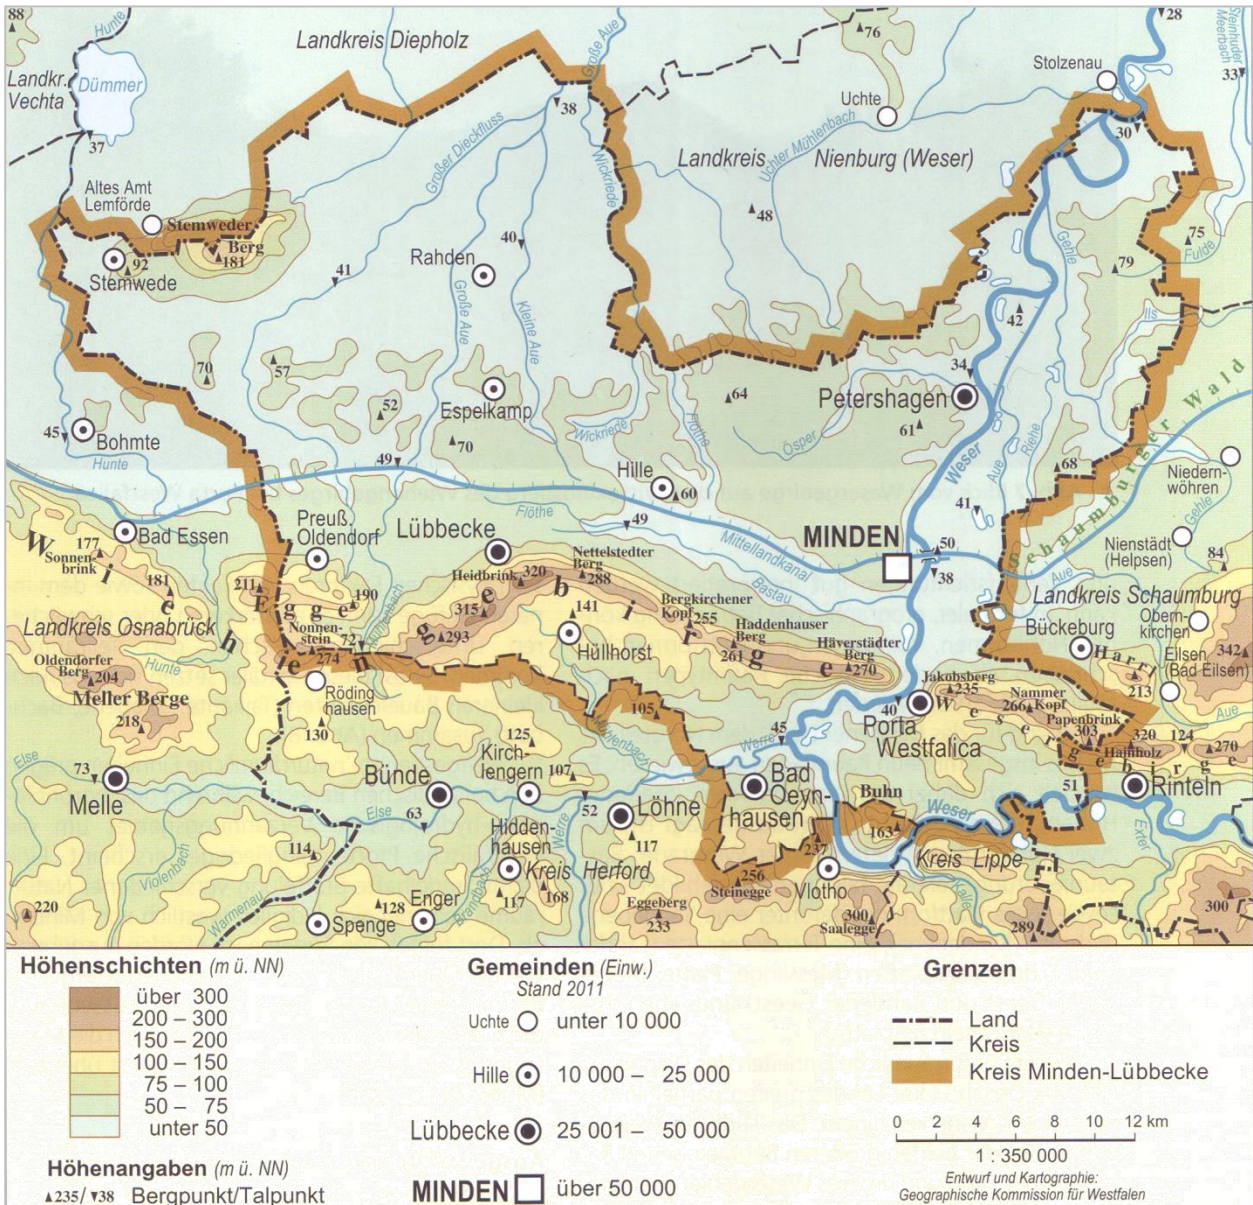 88
Hunte
Landkreis Diepholz
Große Aue
76
28
Steinhuder
Meerbach
Landkr.
Vechta
Dümmer
Stolzenau
33
38
Uchte
30
37
Großer Dieckfluss
Wickriede
Landkreis
Uchter Mühlenbach
Nienburg (Weser)
Altes Amt
Lemförde
Stemweder
Berg
181
92
Stemwede
48
40
Rahden
41
Große Aue
Kleine Aue
Gehle
75
Fulde
79
Weser
42
Ils
70
57
34
Petershagen
64
Espelkamp
52
61
Schaumburger Wald
45
Bohmte
Hunte
70
Wickriede
Flöthe
Ösper
Weser
Aue
Riehe
68
Niedern-
wöhren
49
Hille
60
Gehle
Flöthe
49
41
Bad Essen
Preuß.
Oldendorf
Lübbecke
Mittellandkanal
MINDEN
50
Nienstädt
(Helpsen)
84
Wiehengebirge
177
Sonnen-
brink
181
211
Egge
190
Heidbrink
320
Nettelstedter
Berg
288
Bastau
38
Aue
Landkreis Schaumburg
Landkreis Osnabrück
Nonnen-
stein
274
72
315
293
141
Hüllhorst
Bergkirchener
Kopf
255
Haddenhauser
Berg
261
Häverstädter
Berg
270
Bückeburg
Obern-
kirchen
Harrl
213
Eilsen
(Bad Eilsen)
342
Hunte
Oldendorfer
Berg
204
Meller Berge
218
Röding
hausen
130
Mühlenbach
105
Jakobsberg
235
40
Porta
Westfalica
Wesergebirge
Nammer
Kopf
266
Papenbrink
303
320
Hainholz
124
270
Aue
Werre
45
125
Kirch-
lengern
107
Else
73
Melle
Bünde
Else
63
52
Löhne
117
Bad
Oeyn-
hausen
Buhn
163
Weser
51
Rinteln
Exter
Hidden-
hausen
Werre
Kreis Herford
237
Kreis Lippe
114
Violenbach
Warmenau
220
128
Enger
Spenge
Brandbach
117
168
Eggeberg
233
256
Steinegge
Vlotho
Kalle
300
Saalegge
289
300
Höhenschichten (m ü. NN)
über 300
200 – 300
150 – 200
100 – 150
75 – 100
50 – 75
unter 50
Höhenangaben (m ü. NN)
▲235/ ▼38 Bergpunkt/Talpunkt
Gemeinden (Einw.)
Stand 2011
Uchte unter 10 000
Hille 10 000 – 25 000
Lübbecke 25 001 – 50 000
MINDEN über 50 000
Grenzen
Land
Kreis
Kreis Minden-Lübbecke
0 2 4 6 8 10 12 km
1 : 350 000
Entwurf und Kartographie:
Geographische Kommission für Westfalen